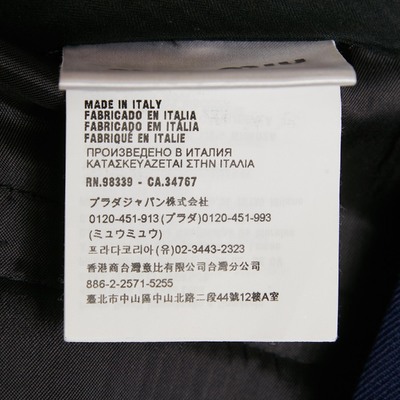 MADE IN ITALY
FABRICADO EN ITALIA
FABRICADO EM ITÁLIA
FABRIQUÉ EN ITALIE
ПРОИЗВЕДЕНО В ИТАЛИЯ
ΚΑΤΑΣΚΕΥΑΖΕΤΑΙ ΣΤΗΝ ΙΤΑΛΙΑ
RN.98339 - CA.34767
プラダジャパン株式会社
0120-451-913(プラダ)0120-451-993
(ミュウミュウ)
프라다코리아(유)02-3443-2323
香港商台灣薏比有限公司台灣分公司
886-2-2571-5255
臺北市中山區中山北路二段44號12樓A室